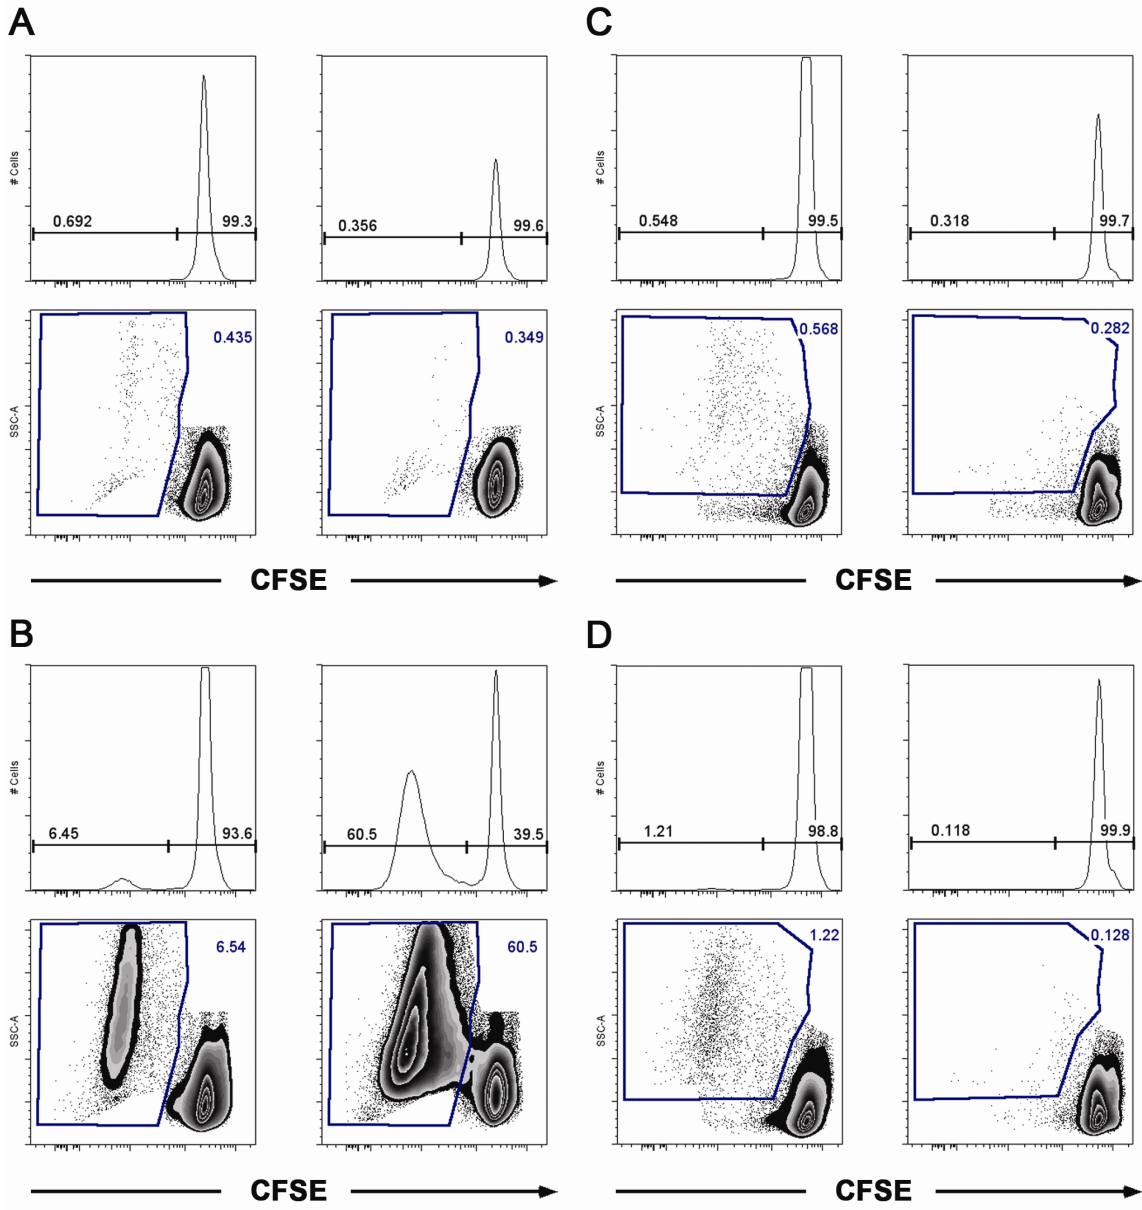 A
C
# Cells
0.692
99.3
0.356
99.6
# Cells
0.548
99.5
0.318
99.7
SSC-A
0.435
0.349
SSC-A
0.568
0.282
CFSE
CFSE
B
D
# Cells
6.45
93.6
60.5
39.5
# Cells
1.21
98.8
0.118
99.9
SSC-A
6.54
60.5
SSC-A
1.22
0.128
CFSE
CFSE